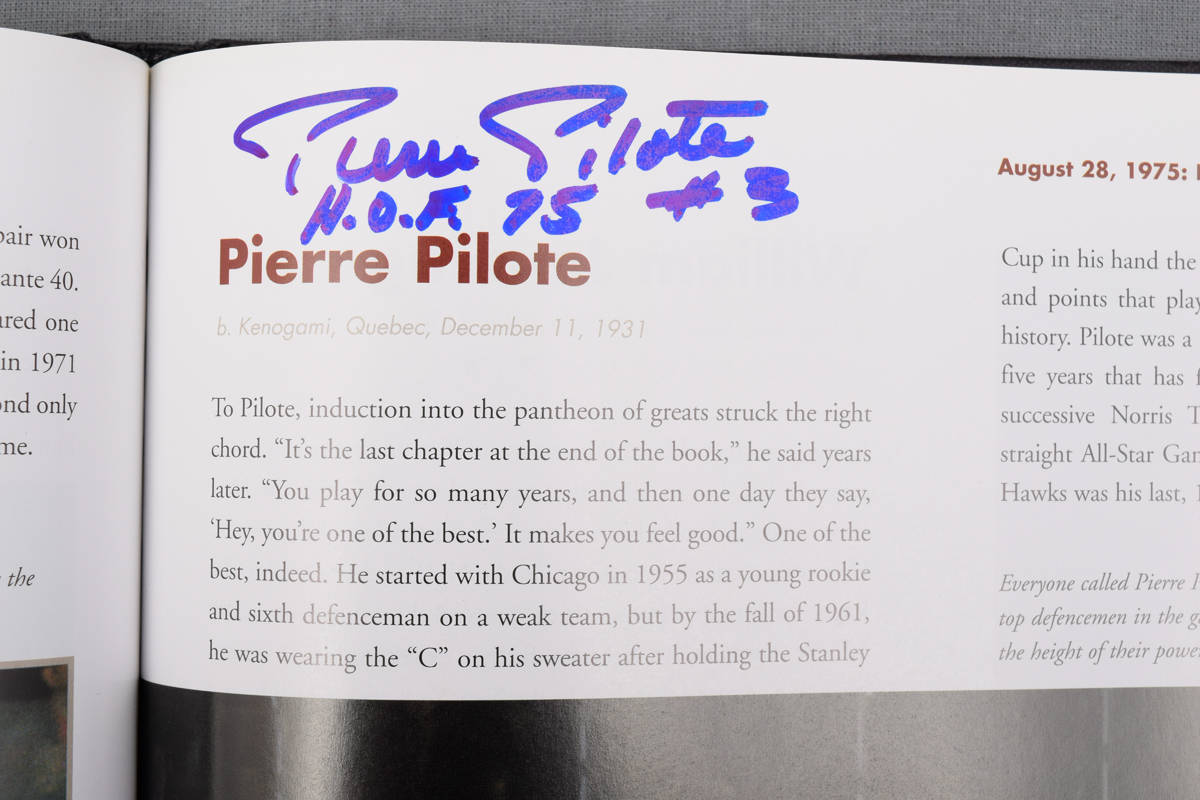 pair won
ante 40.
ared one
in 1971
ond only
me.
the
Pierre Pilote
H.O.F. 75 #3
Pierre Pilote
b. Kenogami, Quebec, December 11, 1931
To Pilote, induction into the pantheon of greats struck the right
chord. “It’s the last chapter at the end of the book,” he said years
later. “You play for so many years, and then one day they say,
‘Hey, you’re one of the best.’ It makes you feel good.” One of the
best, indeed. He started with Chicago in 1955 as a young rookie
and sixth defenceman on a weak team, but by the fall of 1961,
he was wearing the “C” on his sweater after holding the Stanley
August 28, 1975:
Cup in his hand the
and points that play
history. Pilote was a
five years that has f
successive Norris T
straight All-Star Gam
Hawks was his last, 1
Everyone called Pierre P
top defencemen in the g
the height of their power